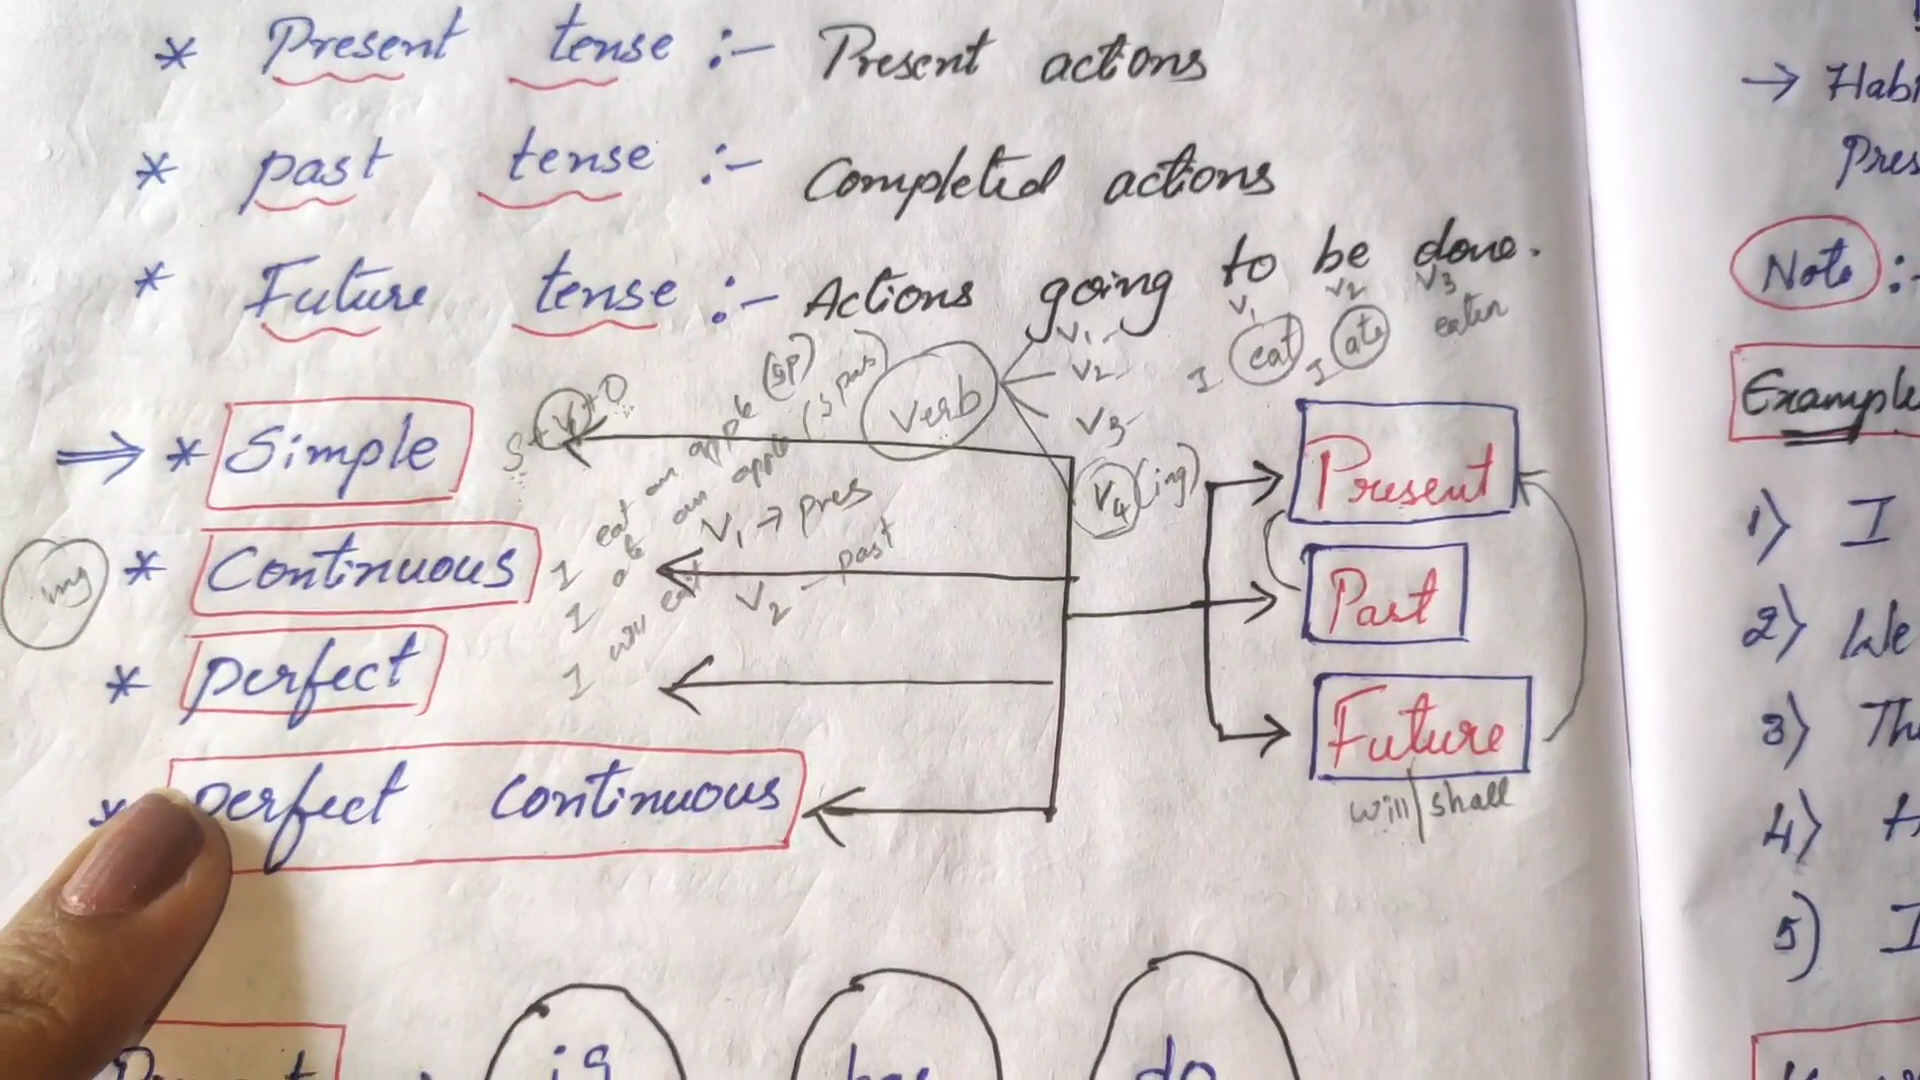 * Present tense :- Present actions
* past tense :- Completed actions
* Future tense :- Actions going to be done.
V1 V2 V3
I eat I ate eaten
Verb
V1
V2
V3
V4 (ing)
S+V+O
(SP)
(S past)
⇒ * Simple
I eat an apple
I ate an apple
I will eat
V1 → pres
V2 - past
ing
* Continuous
* perfect
* perfect Continuous
Present
Past
Future
will/shall
is
do
→ Habi
Pres
Note :-
Example
1) I
2) We
3) Th
4) H
5) I